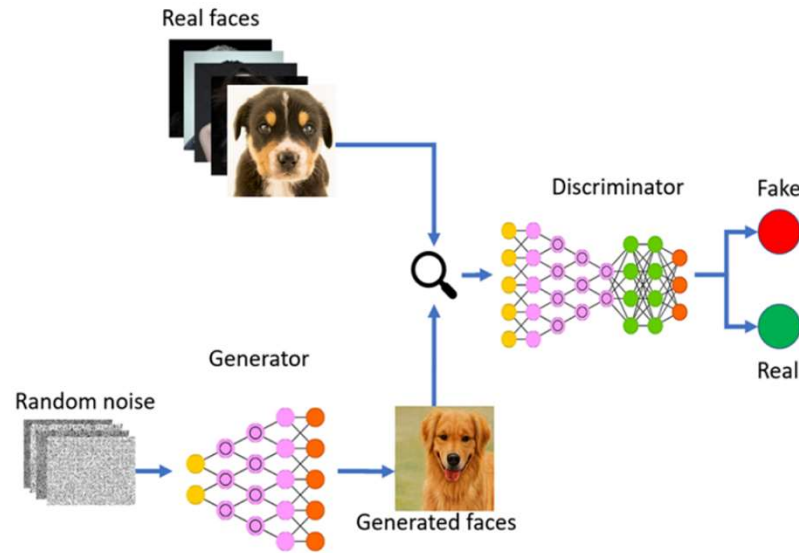 Real faces
Discriminator
Fake
Generator
Real
Random noise
Generated faces